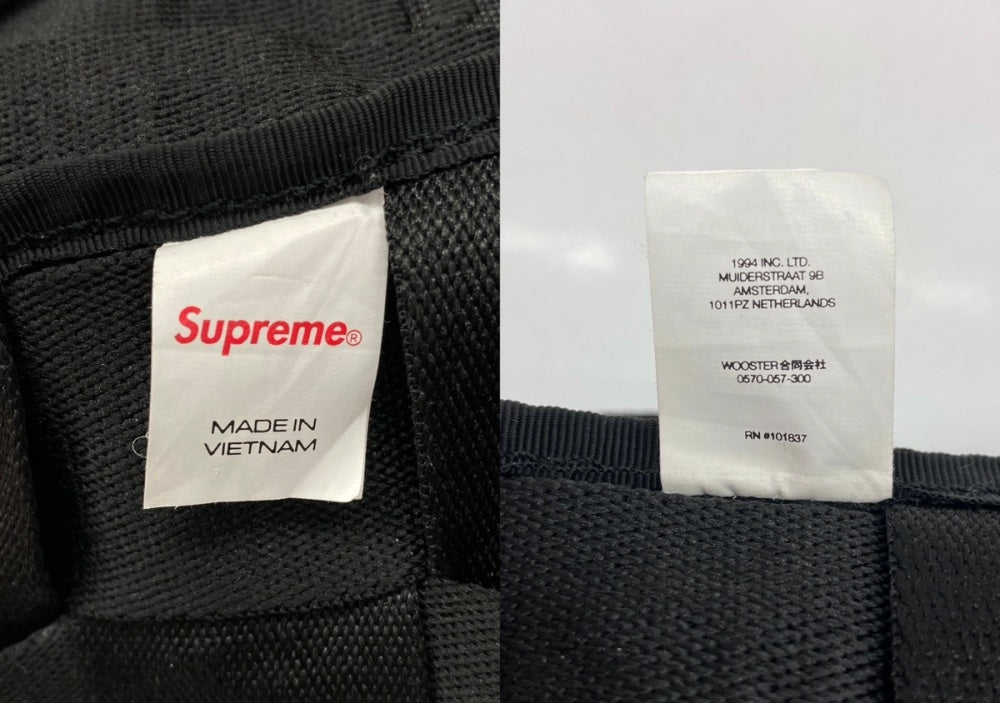 Supreme®
MADE IN
VIETNAM
1994 INC. LTD.
MUIDERSTRAAT 9B
AMSTERDAM,
1011PZ NETHERLANDS
WOOSTER合同会社
0570-057-300
RN #101837